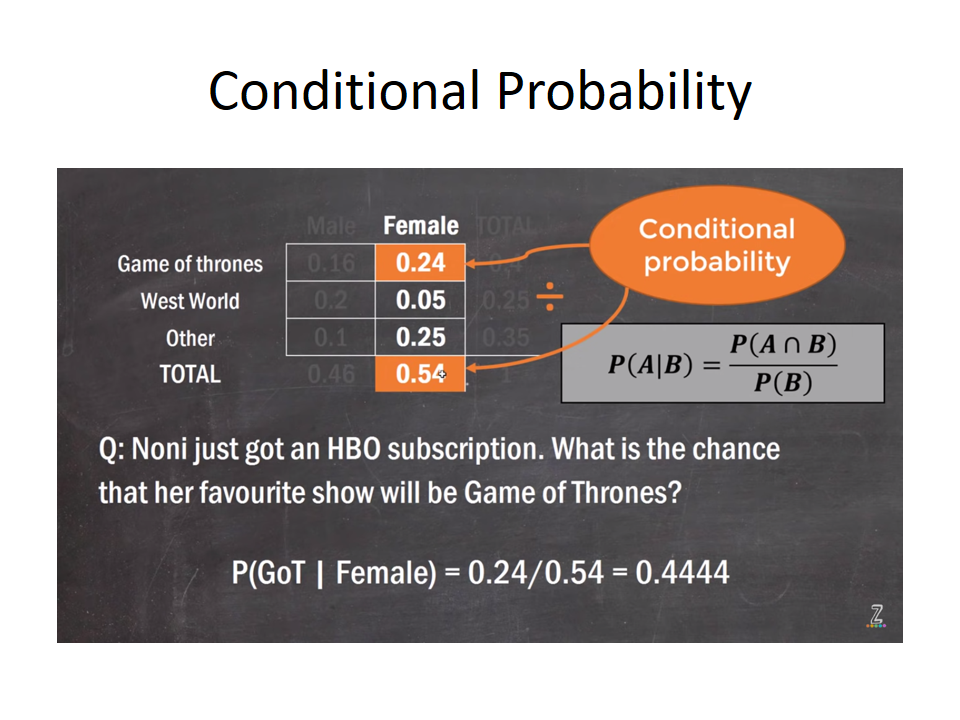 Conditional Probability
Male Female TOTAL
Game of thrones 0.16 0.24 0.4
West World 0.2 0.05 0.25
Other 0.1 0.25 0.35
TOTAL 0.46 0.54 1
÷
Conditional
probability
P(A|B) = P(A ∩ B) / P(B)
Q: Noni just got an HBO subscription. What is the chance
that her favourite show will be Game of Thrones?
P(GoT | Female) = 0.24/0.54 = 0.4444
Z